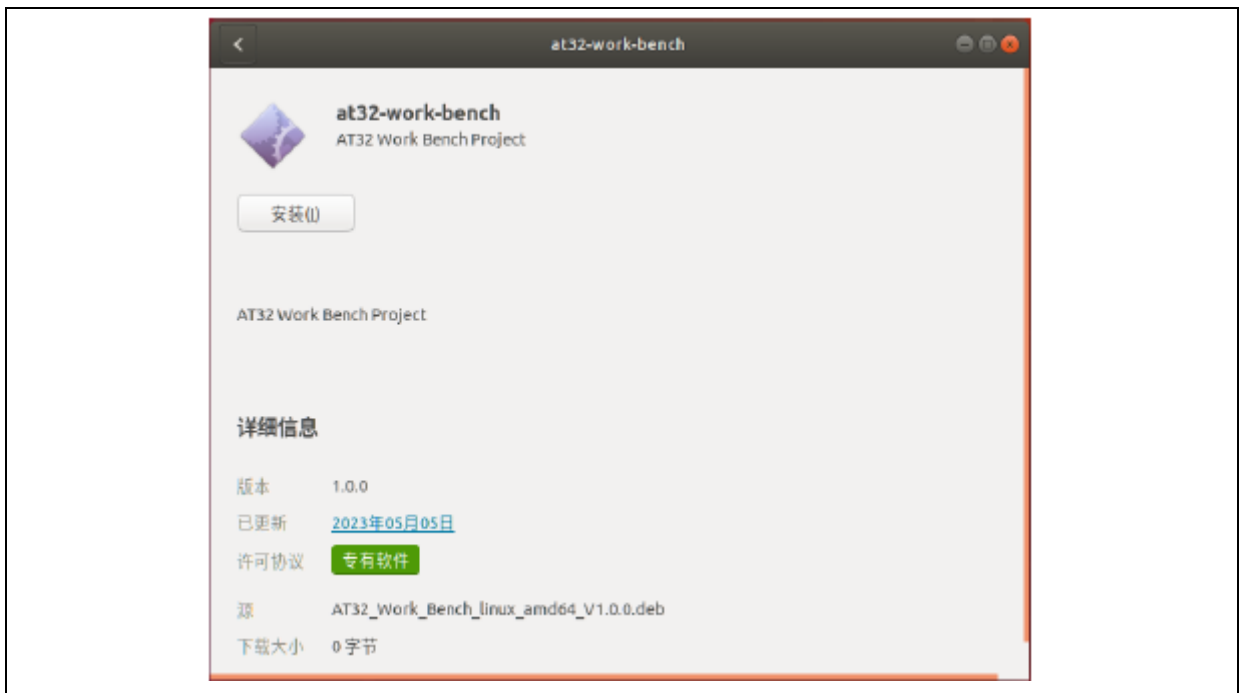 at32-work-bench
at32-work-bench
AT32 Work Bench Project
安装(I)
AT32 Work Bench Project
详细信息
版本 1.0.0
已更新 2023年05月05日
许可协议 专有软件
源 AT32_Work_Bench_linux_amd64_V1.0.0.deb
下载大小 0 字节